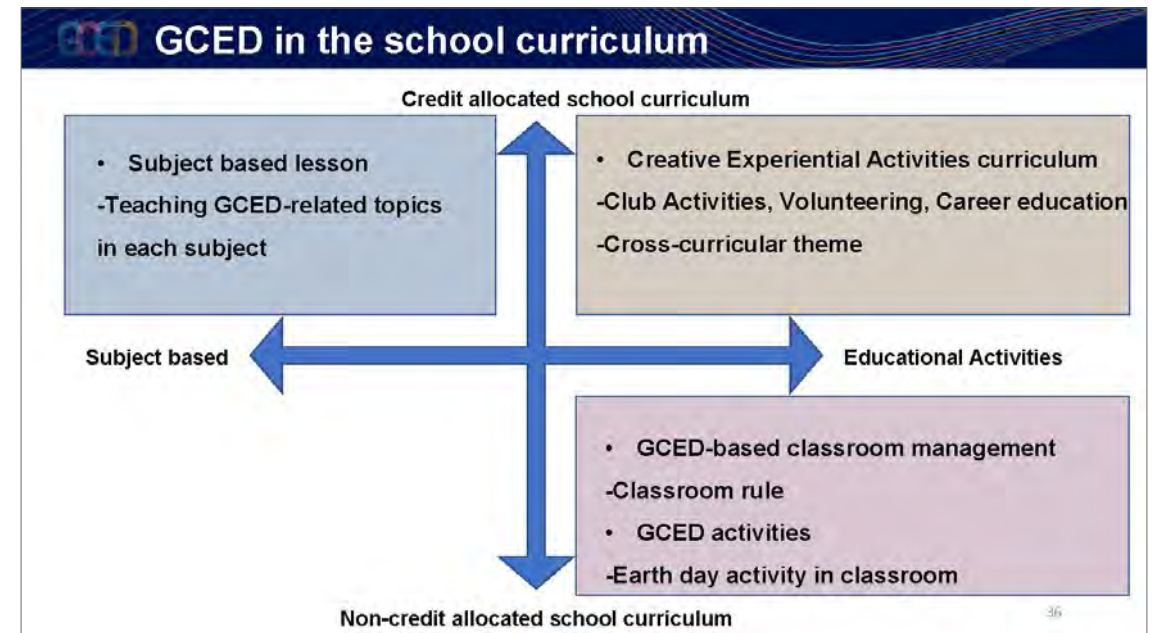 GCED GCED in the school curriculum
Credit allocated school curriculum
• Subject based lesson
-Teaching GCED-related topics
in each subject
• Creative Experiential Activities curriculum
-Club Activities, Volunteering, Career education
-Cross-curricular theme
Subject based
Educational Activities
• GCED-based classroom management
-Classroom rule
• GCED activities
-Earth day activity in classroom
Non-credit allocated school curriculum
36